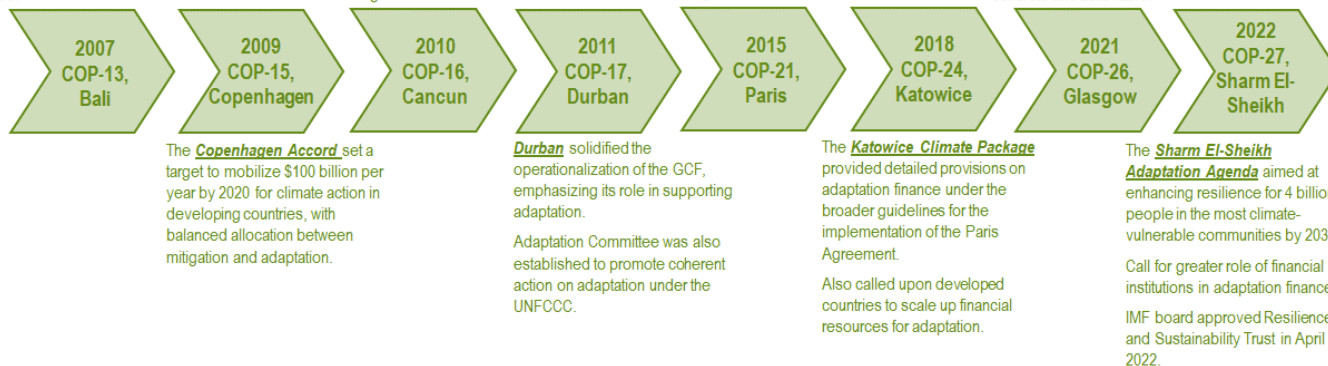 2007
COP-13,
Bali
2009
COP-15,
Copenhagen
2010
COP-16,
Cancun
2011
COP-17,
Durban
2015
COP-21,
Paris
2018
COP-24,
Katowice
2021
COP-26,
Glasgow
2022
COP-27,
Sharm El-
Sheikh
The Copenhagen Accord set a
target to mobilize $100 billion per
year by 2020 for climate action in
developing countries, with
balanced allocation between
mitigation and adaptation.
Durban solidified the
operationalization of the GCF,
emphasizing its role in supporting
adaptation.
Adaptation Committee was also
established to promote coherent
action on adaptation under the
UNFCCC.
The Katowice Climate Package
provided detailed provisions on
adaptation finance under the
broader guidelines for the
implementation of the Paris
Agreement.
Also called upon developed
countries to scale up financial
resources for adaptation.
The Sharm El-Sheikh
Adaptation Agenda aimed at
enhancing resilience for 4 billion
people in the most climate-
vulnerable communities by 203
Call for greater role of financial
institutions in adaptation finance
IMF board approved Resilience
and Sustainability Trust in April
2022.